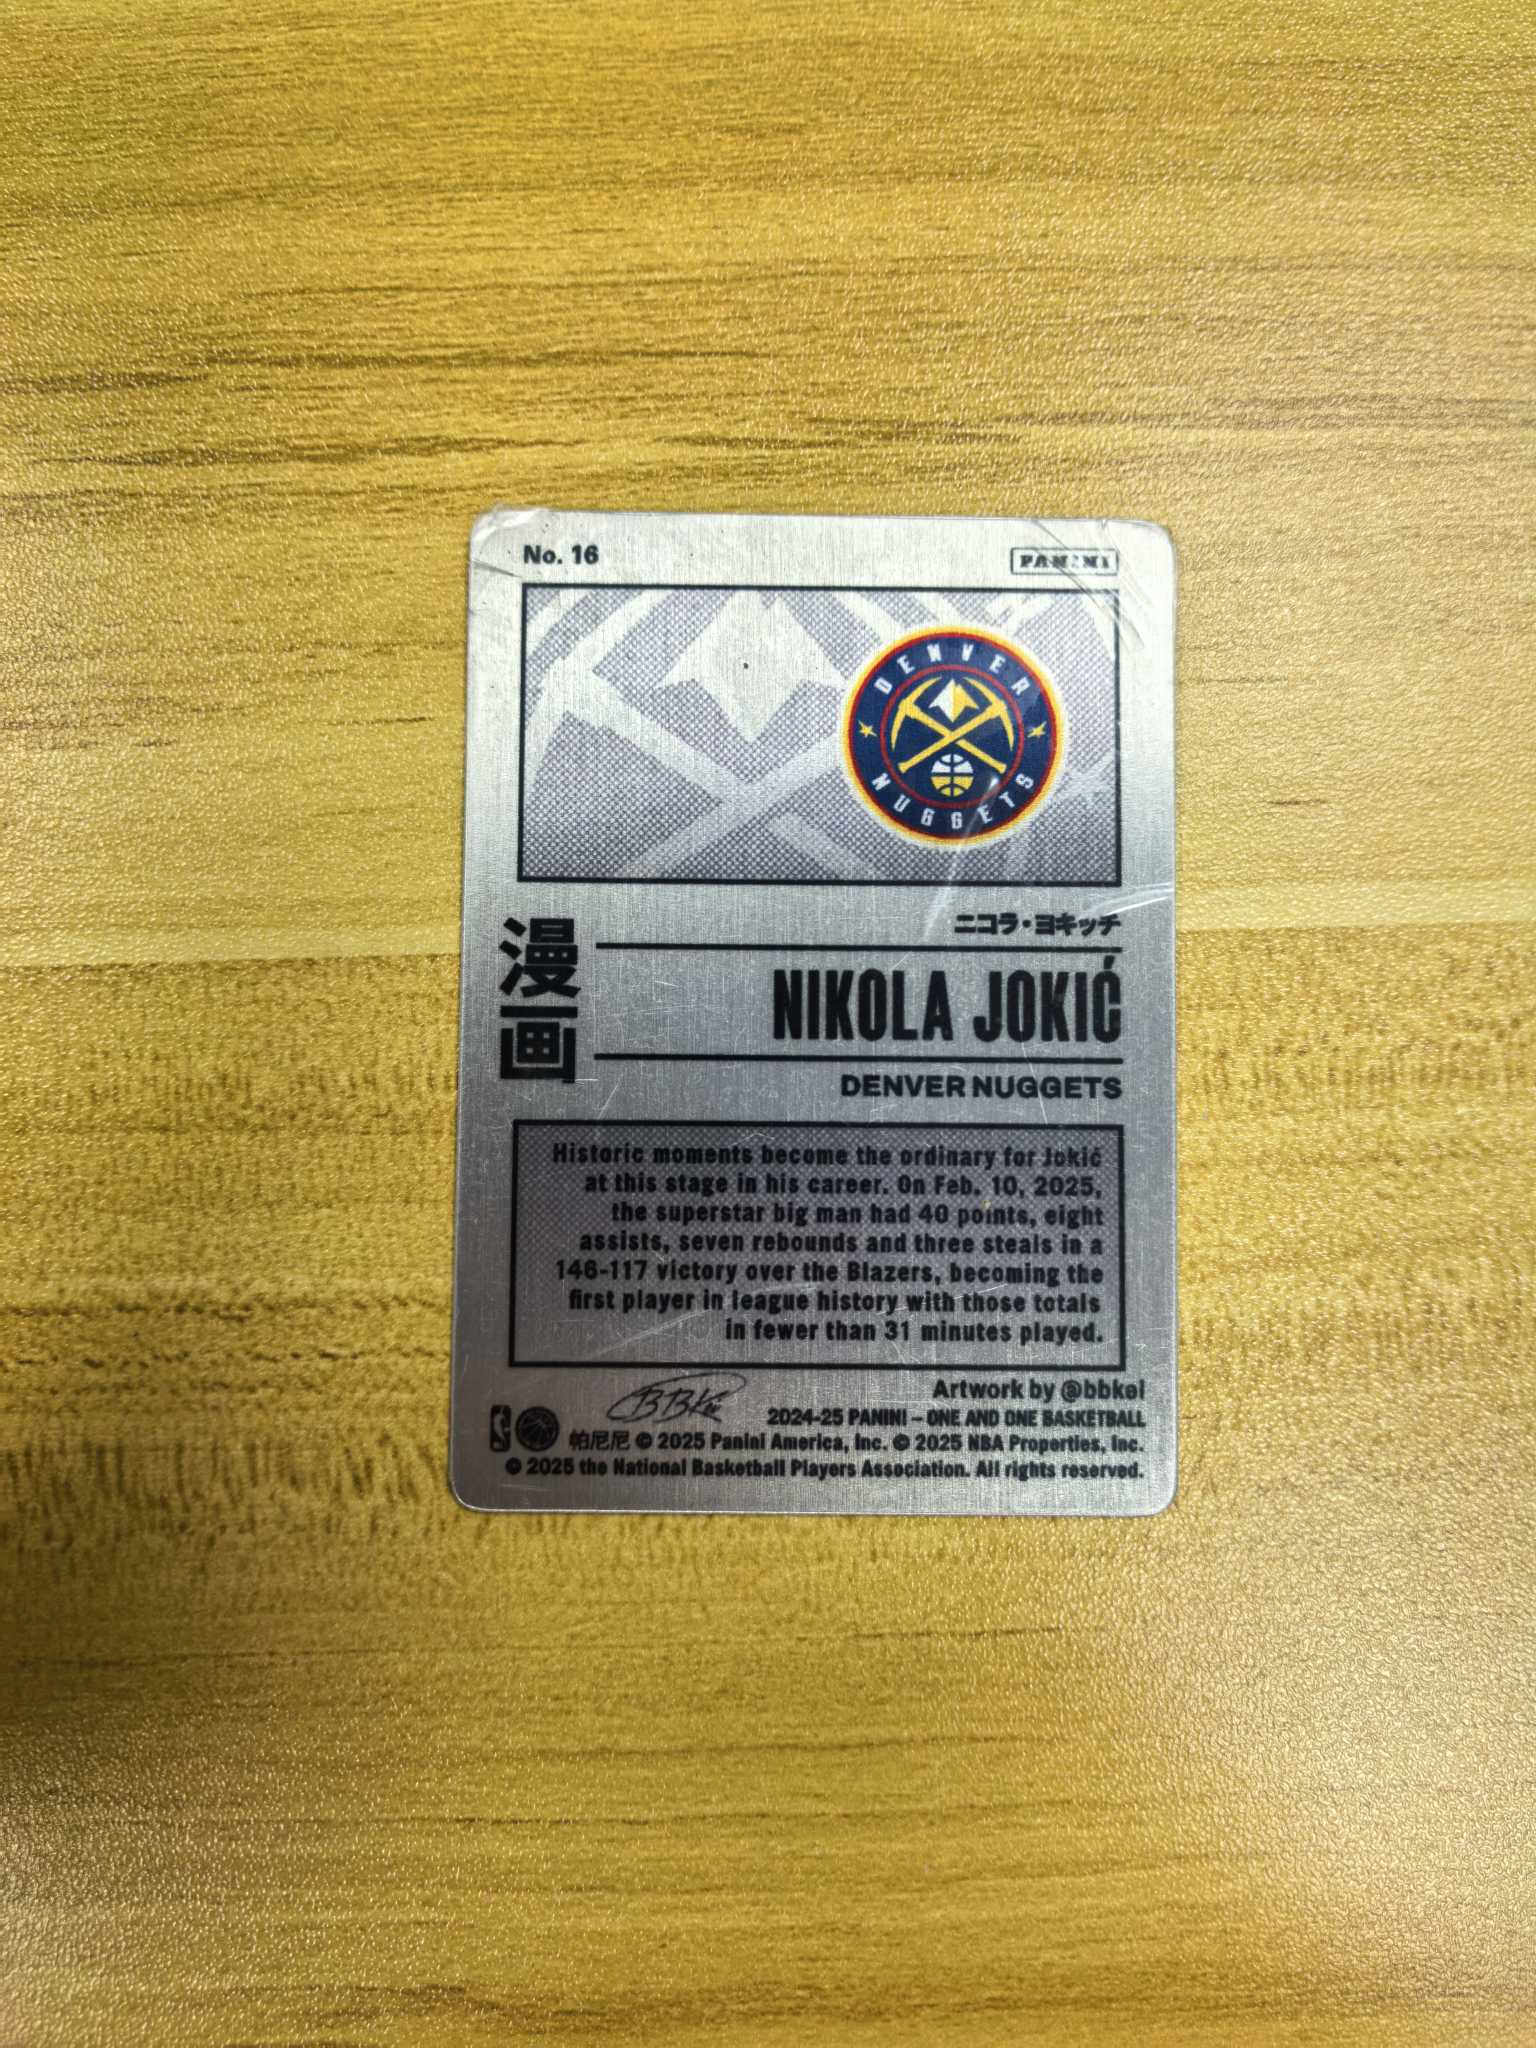 No. 16
PANINI
DENVER
NUGGETS
ニコラ・ヨキッチ
漫画
NIKOLA JOKIĆ
DENVER NUGGETS
Historic moments become the ordinary for Jokić
at this stage in his career. On Feb. 10, 2025,
the superstar big man had 40 points, eight
assists, seven rebounds and three steals in a
146-117 victory over the Blazers, becoming the
first player in league history with those totals
in fewer than 31 minutes played.
Artwork by @bbkei
2024-25 PANINI – ONE AND ONE BASKETBALL
帕尼尼 © 2025 Panini America, Inc. © 2025 NBA Properties, Inc.
© 2025 the National Basketball Players Association. All rights reserved.